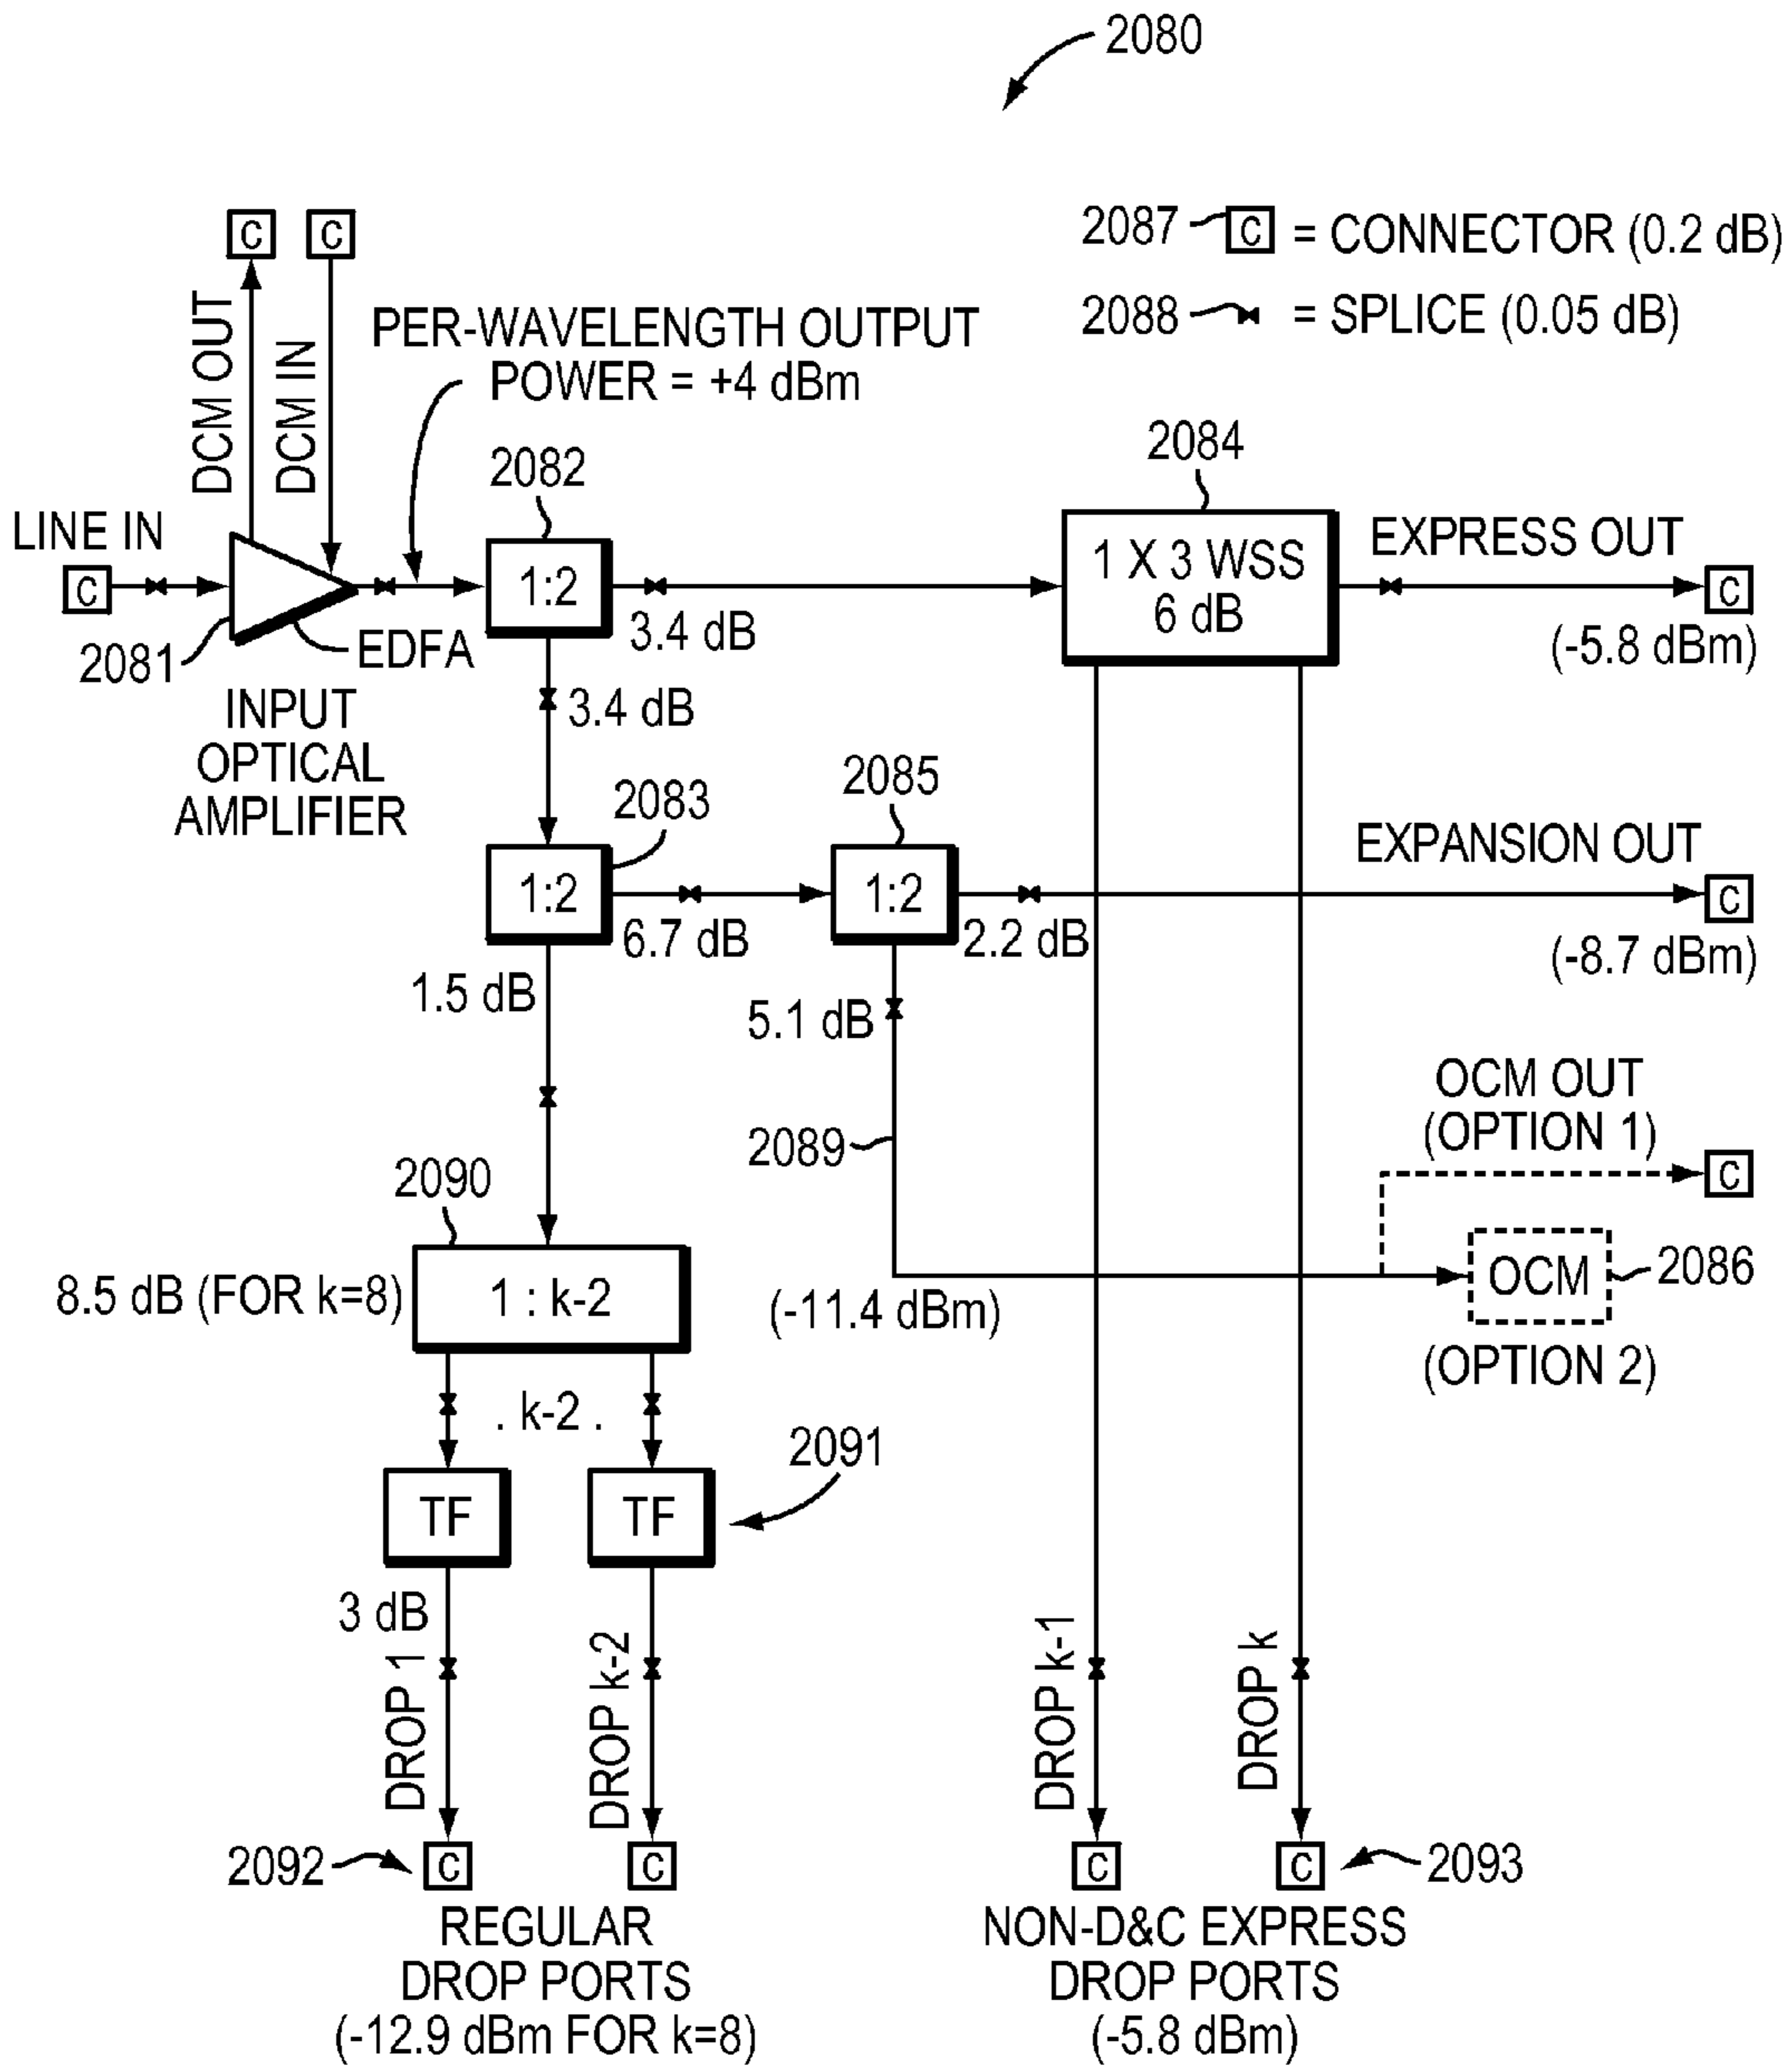 2080
2087 C = CONNECTOR (0.2 dB)
2088 = SPLICE (0.05 dB)
C C
DCM OUT
DCM IN
PER-WAVELENGTH OUTPUT
POWER = +4 dBm
LINE IN
C
2081
EDFA
INPUT
OPTICAL
AMPLIFIER
2082
1:2
3.4 dB
3.4 dB
2084
1 X 3 WSS
6 dB
EXPRESS OUT
C
(-5.8 dBm)
2083
1:2
6.7 dB
1.5 dB
2085
1:2
2.2 dB
5.1 dB
EXPANSION OUT
C
(-8.7 dBm)
2089
OCM OUT
(OPTION 1)
C
OCM
2086
(OPTION 2)
(-11.4 dBm)
2090
8.5 dB (FOR k=8)
1 : k-2
. k-2 .
2091
TF
TF
3 dB
DROP 1
DROP k-2
DROP k-1
DROP k
2092
C C
C C
2093
REGULAR
DROP PORTS
(-12.9 dBm FOR k=8)
NON-D&C EXPRESS
DROP PORTS
(-5.8 dBm)